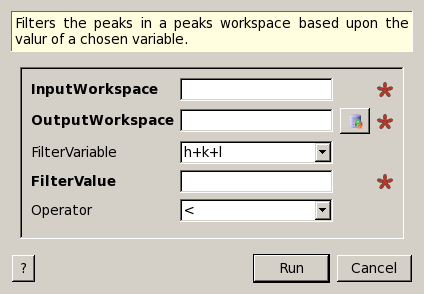 Filters the peaks in a peaks workspace based upon the
valur of a chosen variable.
InputWorkspace
OutputWorkspace
FilterVariable h+k+l
FilterValue
Operator <
? Run Cancel